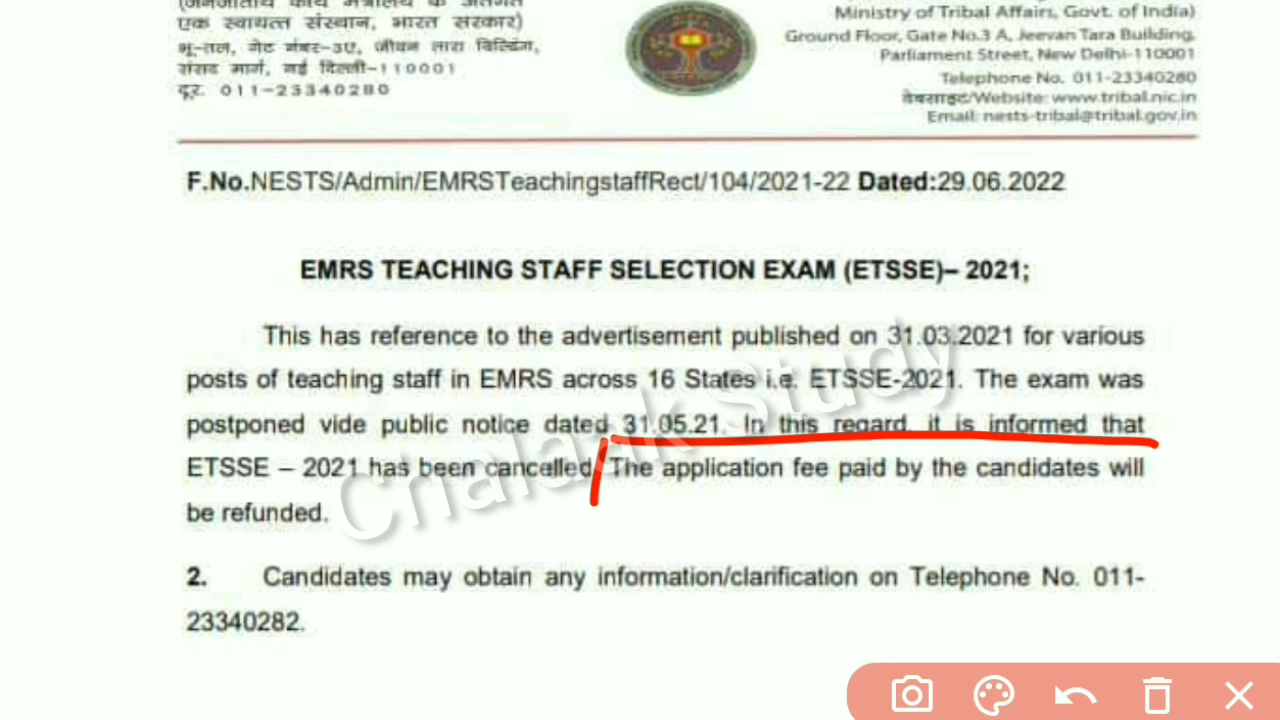 (जनजातीय कार्य मंत्रालय के अंतर्गत
एक स्वायत्त संस्थान, भारत सरकार)
भू-तल, गेट नंबर-3ए, जीवन तारा बिल्डिंग,
संसद मार्ग, नई दिल्ली-110001
दूर. 011-23340280
Ministry of Tribal Affairs, Govt. of India)
Ground Floor, Gate No.3 A, Jeevan Tara Building,
Parliament Street, New Delhi-110001
Telephone No. 011-23340280
वेबसाइट/Website: www.tribal.nic.in
Email: nests-tribal@tribal.gov.in
F.No.NESTS/Admin/EMRSTeachingstaffRect/104/2021-22 Dated:29.06.2022
EMRS TEACHING STAFF SELECTION EXAM (ETSSE)– 2021;
This has reference to the advertisement published on 31.03.2021 for various
posts of teaching staff in EMRS across 16 States i.e. ETSSE-2021. The exam was
postponed vide public notice dated 31.05.21. In this regard, it is informed that
ETSSE – 2021 has been cancelled. The application fee paid by the candidates will
be refunded.
2. Candidates may obtain any information/clarification on Telephone No. 011-
23340282.
Chalaak Study